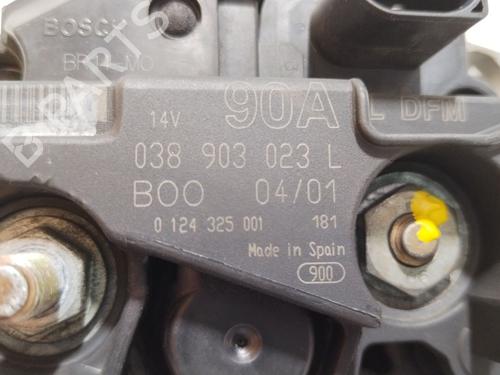 BOSCH
14V 90A L DFM
038 903 023 L
BOO 04/01
0 124 325 001 181
Made in Spain
900
B PARTS